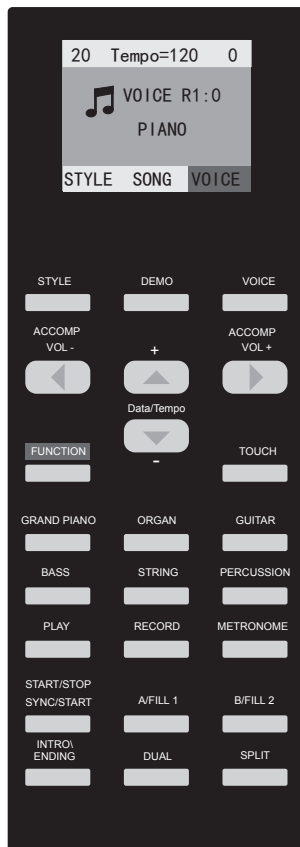 20 Tempo=120 0
VOICE R1:0
PIANO
STYLE SONG VOICE
STYLE DEMO VOICE
ACCOMP
VOL -
+
ACCOMP
VOL +
Data/Tempo
FUNCTION
-
TOUCH
GRAND PIANO ORGAN GUITAR
BASS STRING PERCUSSION
PLAY RECORD METRONOME
START/STOP
SYNC/START A/FILL 1 B/FILL 2
INTRO\
ENDING DUAL SPLIT